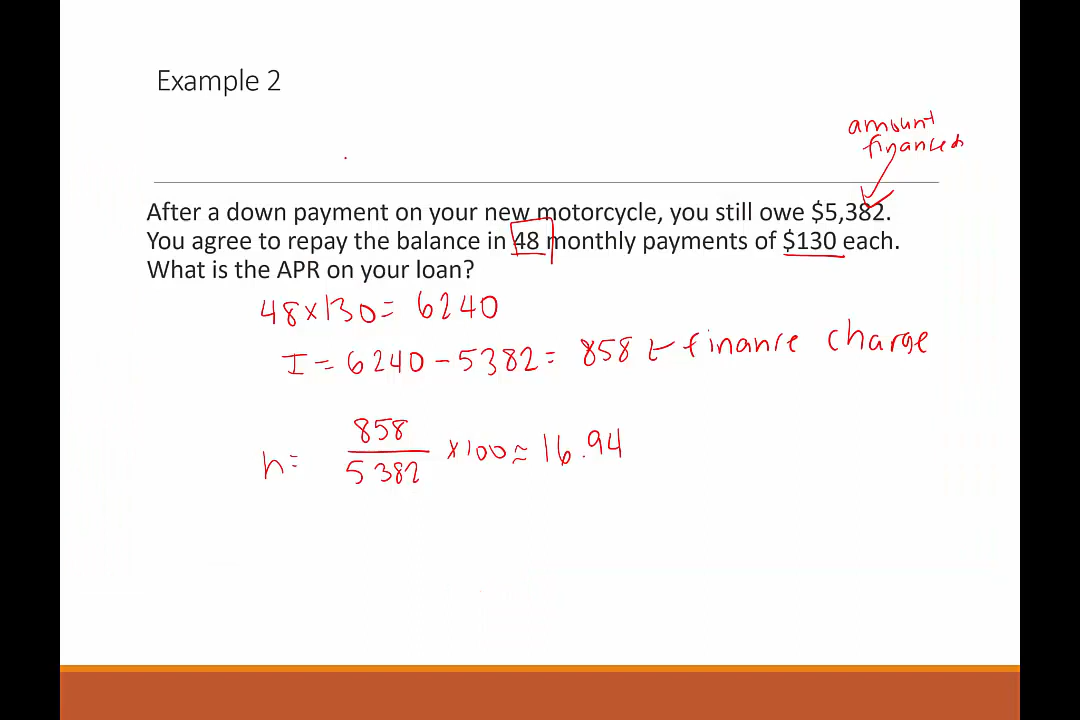 Example 2
amount
financed
After a down payment on your new motorcycle, you still owe $5,382.
You agree to repay the balance in 48 monthly payments of $130 each.
What is the APR on your loan?
48×130= 6240
I = 6240 - 5382 = 858 ← finance charge
h = 858/5382 ×100 ≈ 16.94